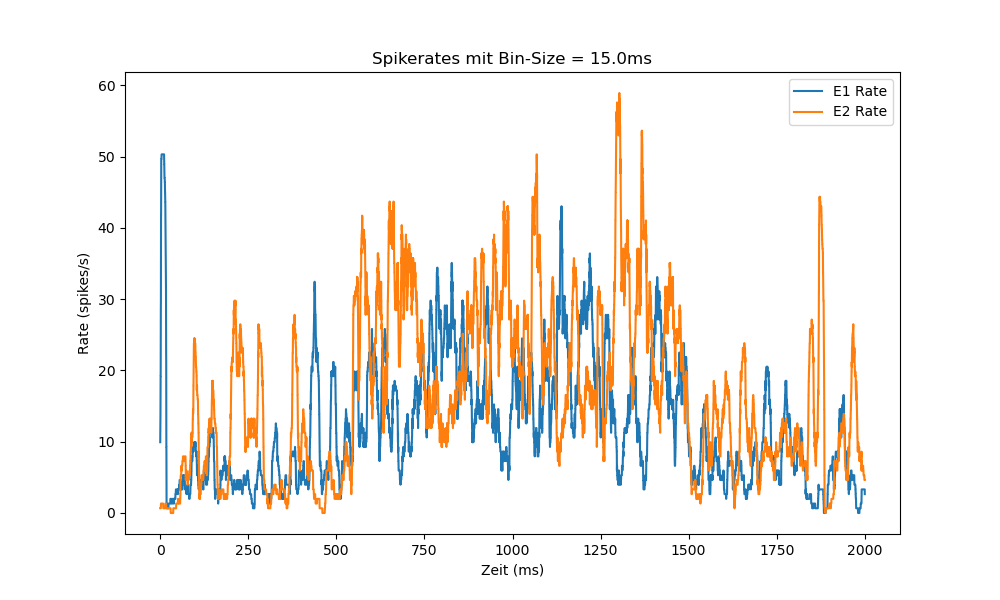 Spikerates mit Bin-Size = 15.0ms
60
50
40
30
20
10
0
Rate (spikes/s)
E1 Rate
E2 Rate
0 250 500 750 1000 1250 1500 1750 2000
Zeit (ms)